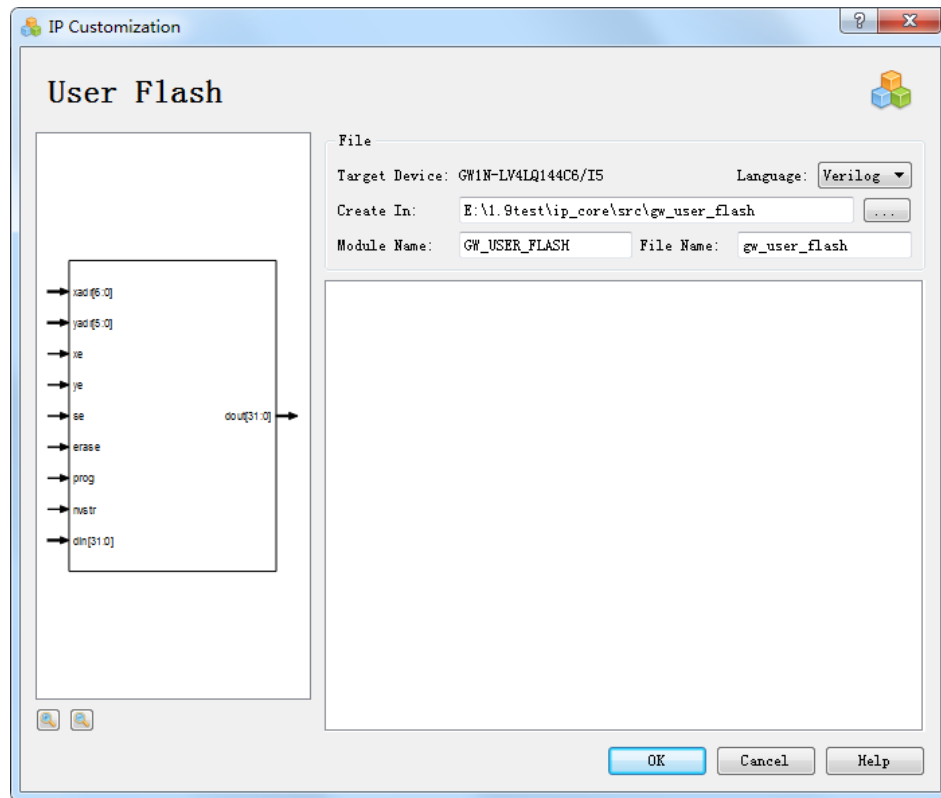 IP Customization
User Flash
File
Target Device: GW1N-LV4LQ144C6/I5 Language: Verilog
Create In: E:\1.9test\ip_core\src\gw_user_flash ...
Module Name: GW_USER_FLASH File Name: gw_user_flash
xadr[6:0]
yadr[5:0]
xe
ye
se
dout[31:0]
erase
prog
nvstr
din[31:0]
OK Cancel Help